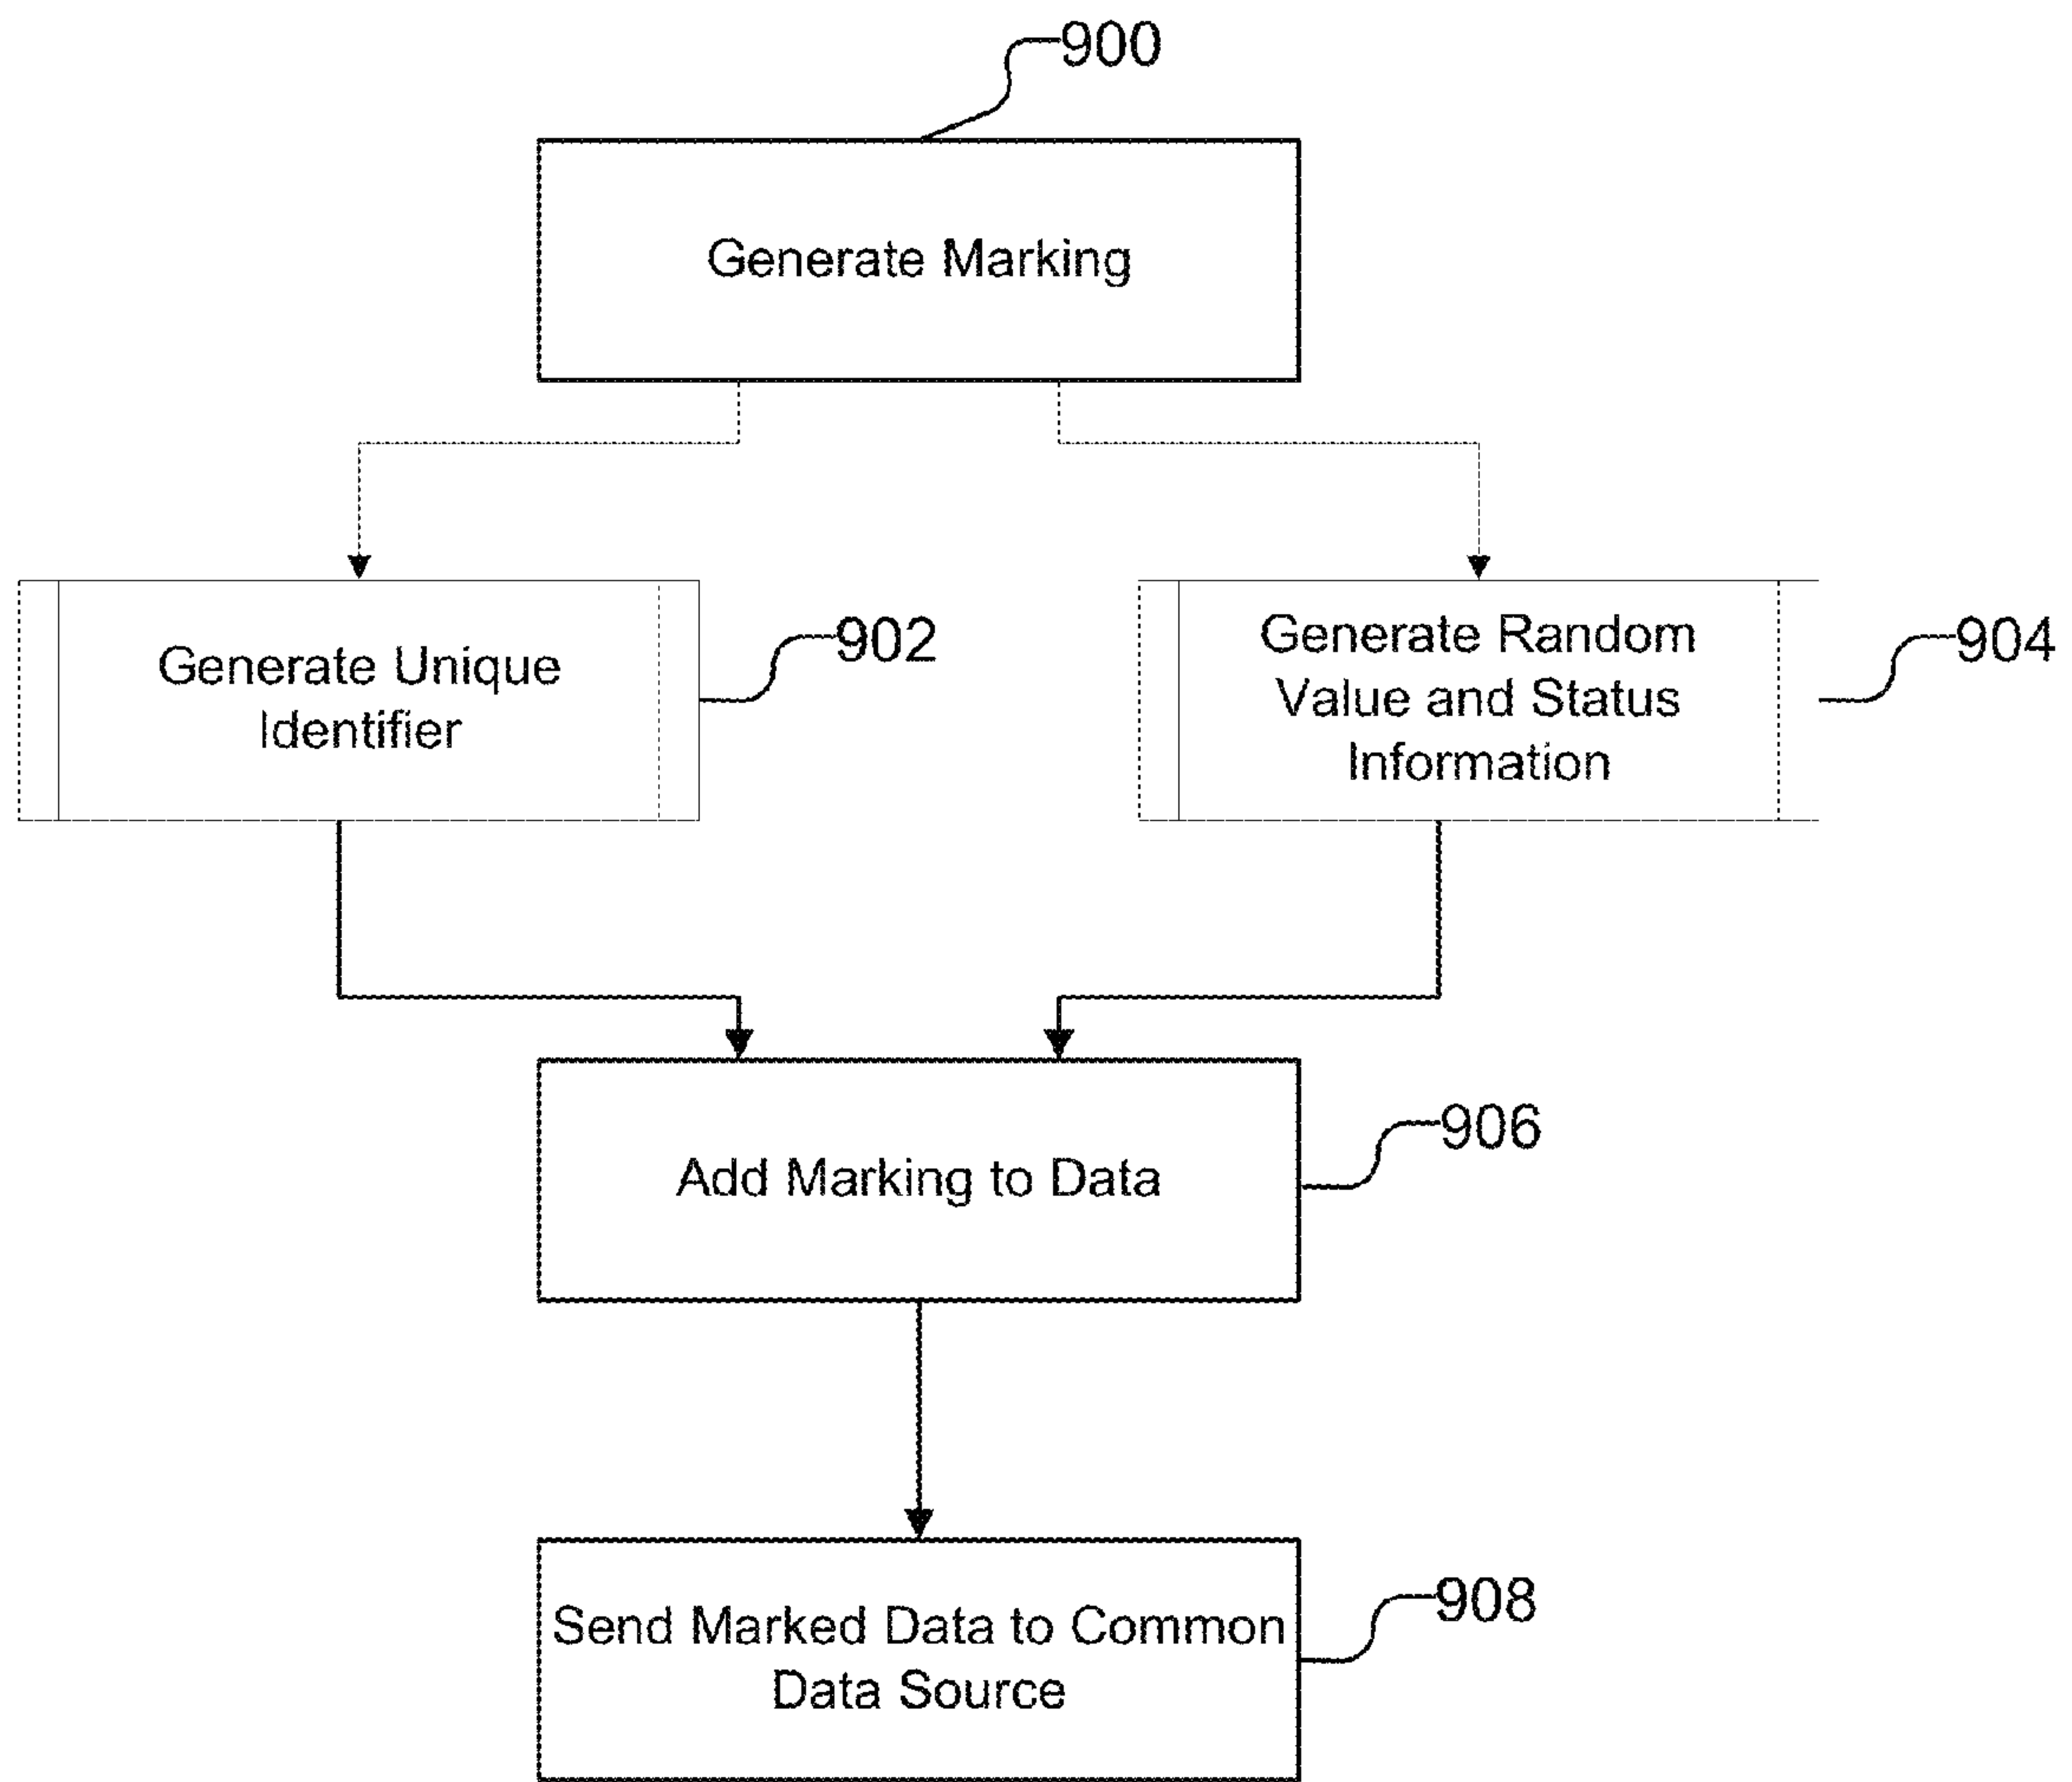 900
Generate Marking
Generate Unique
Identifier
902
Generate Random
Value and Status
Information
904
Add Marking to Data
906
Send Marked Data to Common
Data Source
908